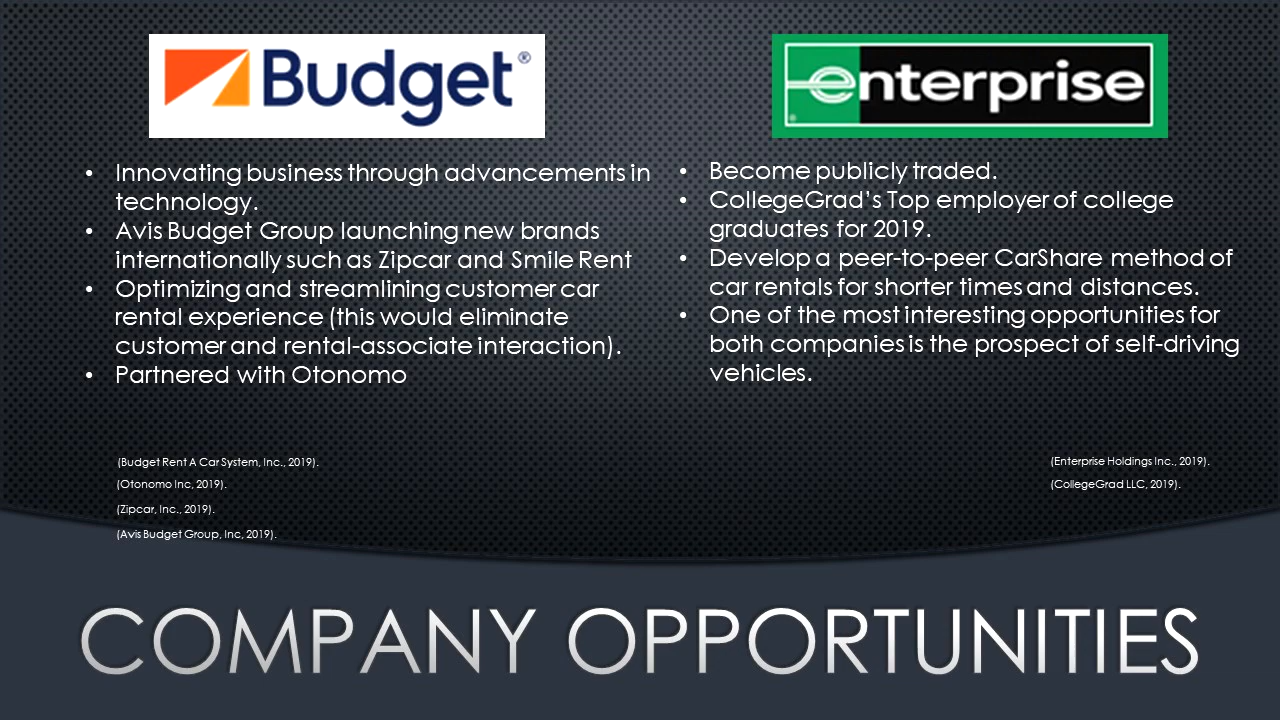 Budget®
• Innovating business through advancements in
technology.
• Avis Budget Group launching new brands
internationally such as Zipcar and Smile Rent
• Optimizing and streamlining customer car
rental experience (this would eliminate
customer and rental-associate interaction).
• Partnered with Otonomo
(Budget Rent A Car System, Inc., 2019).
(Otonomo Inc, 2019).
(Zipcar, Inc., 2019).
(Avis Budget Group, Inc, 2019).
enterprise
• Become publicly traded.
• CollegeGrad’s Top employer of college
graduates for 2019.
• Develop a peer-to-peer CarShare method of
car rentals for shorter times and distances.
• One of the most interesting opportunities for
both companies is the prospect of self-driving
vehicles.
(Enterprise Holdings Inc., 2019).
(CollegeGrad LLC, 2019).
COMPANY OPPORTUNITIES